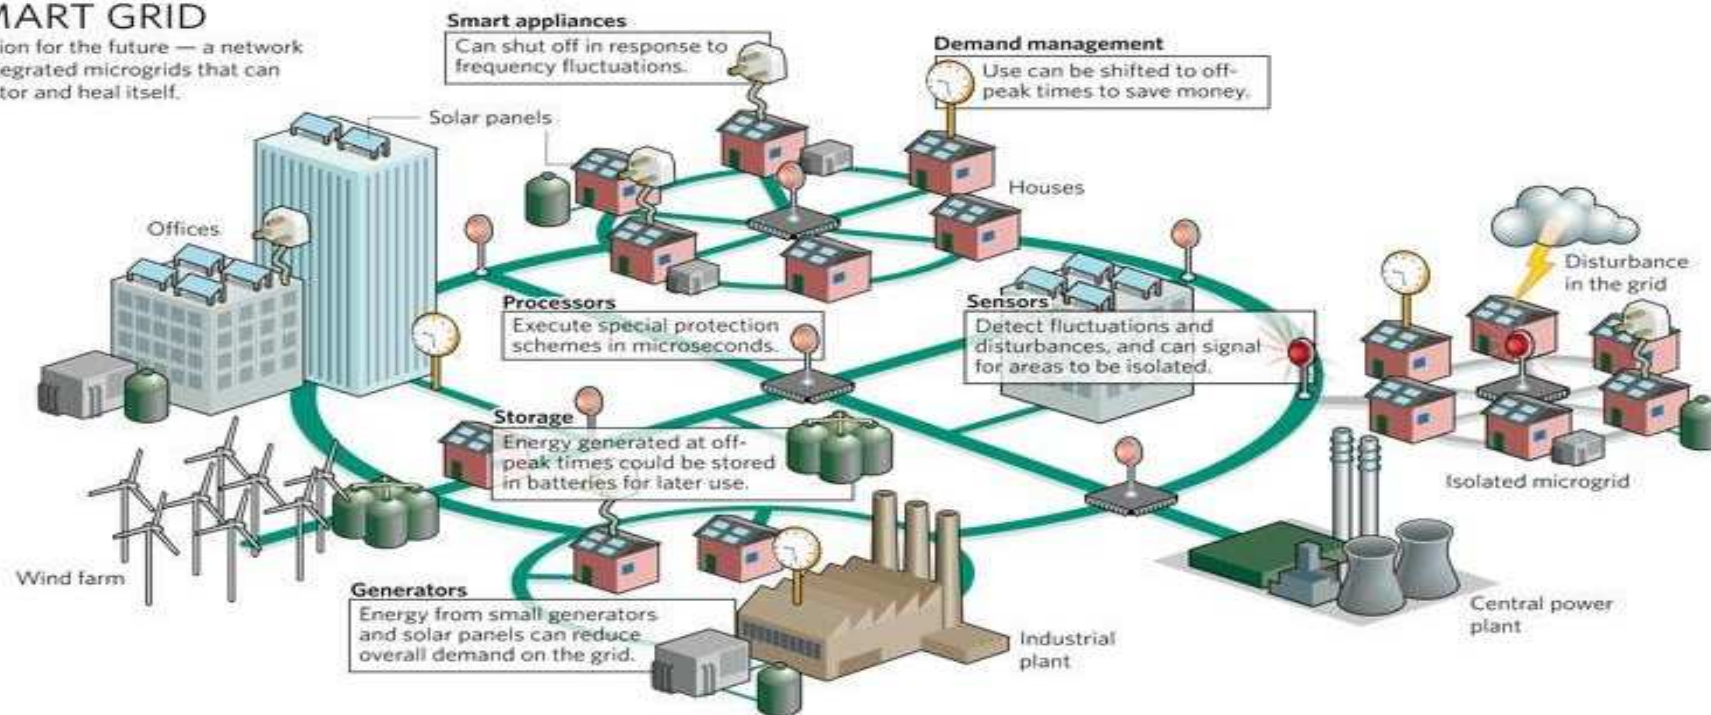 MART GRID
ion for the future — a network
egrated microgrids that can
tor and heal itself.
Smart appliances
Can shut off in response to
frequency fluctuations.
Demand management
Use can be shifted to off-
peak times to save money.
Solar panels
Houses
Offices
Disturbance
in the grid
Processors
Execute special protection
schemes in microseconds.
Sensors
Detect fluctuations and
disturbances, and can signal
for areas to be isolated.
Storage
Energy generated at off-
peak times could be stored
in batteries for later use.
Isolated microgrid
Wind farm
Generators
Energy from small generators
and solar panels can reduce
overall demand on the grid.
Industrial
plant
Central power
plant